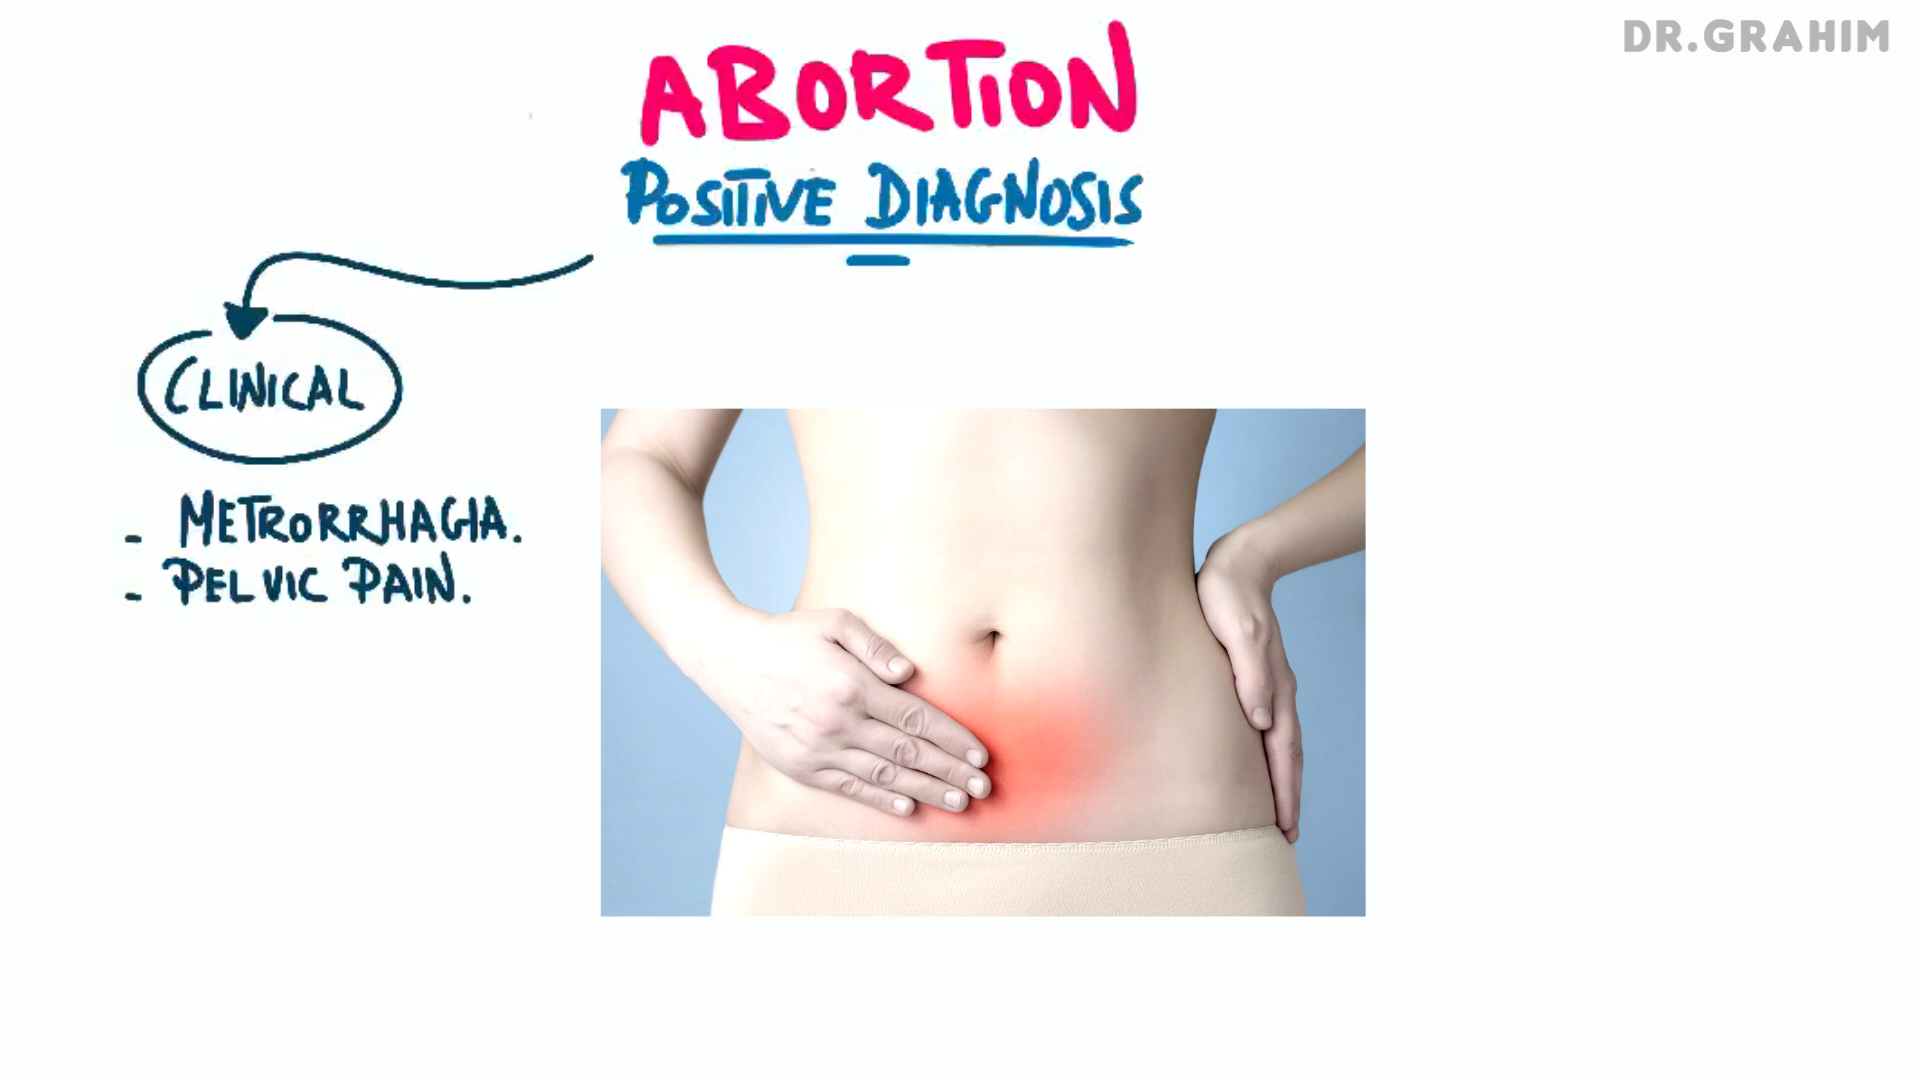 DR.GRAHIM
ABORTION
POSITIVE DIAGNOSIS
CLINICAL
- METRORRHAGIA.
- PELVIC PAIN.